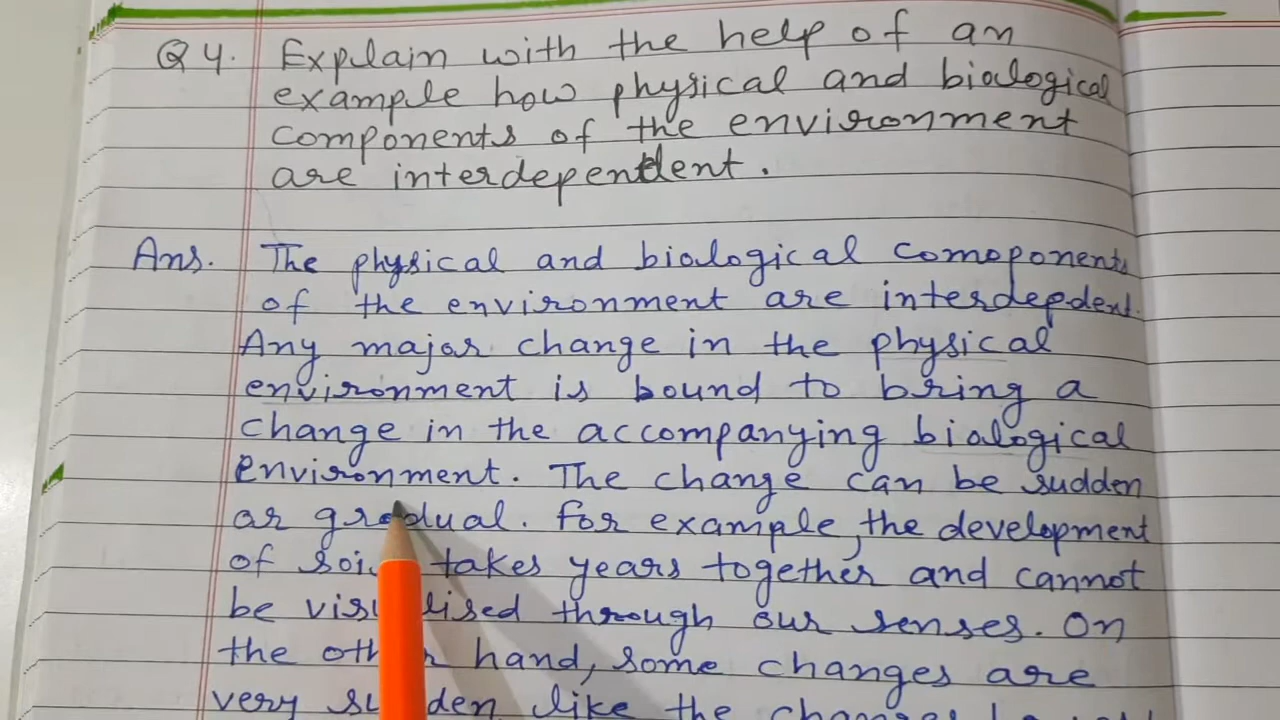 Q 4. Explain with the help of an
example how physical and biological
components of the environment
are interdependent.
Ans. The physical and biological comoponents
of the environment are interdepdent.
Any major change in the physical
environment is bound to bring a
change in the accompanying biological
environment. The change can be sudden
or gradual. For example, the development
of takes years together and cannot
be through our senses. On
the hand, some changes are
very like the